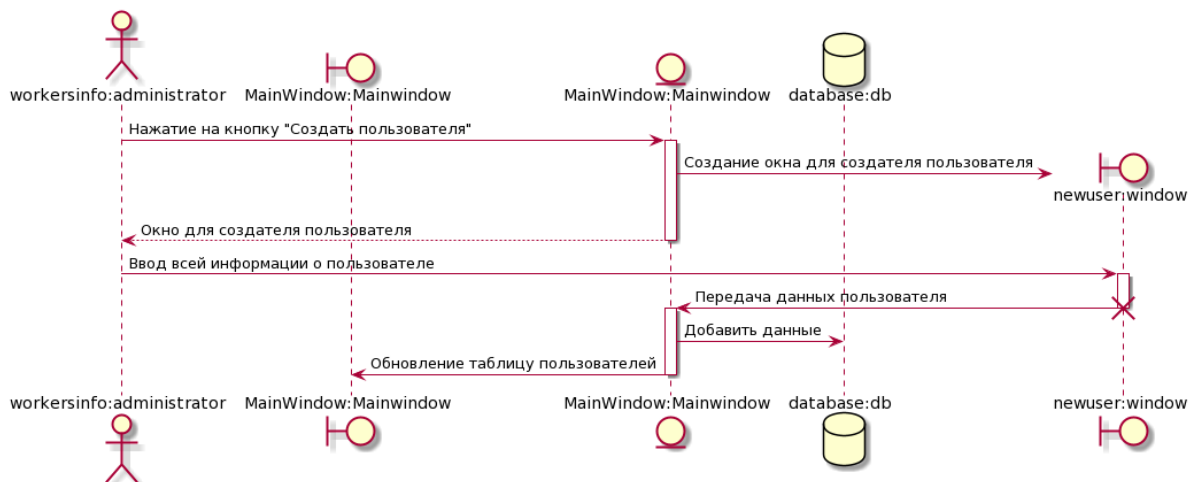 workersinfo:administrator
MainWindow:Mainwindow
MainWindow:Mainwindow
database:db
Нажатие на кнопку "Создать пользователя"
Создание окна для создателя пользователя
newuser:window
Окно для создателя пользователя
Ввод всей информации о пользователе
Передача данных пользователя
Добавить данные
Обновление таблицу пользователей
workersinfo:administrator
MainWindow:Mainwindow
MainWindow:Mainwindow
database:db
newuser:window